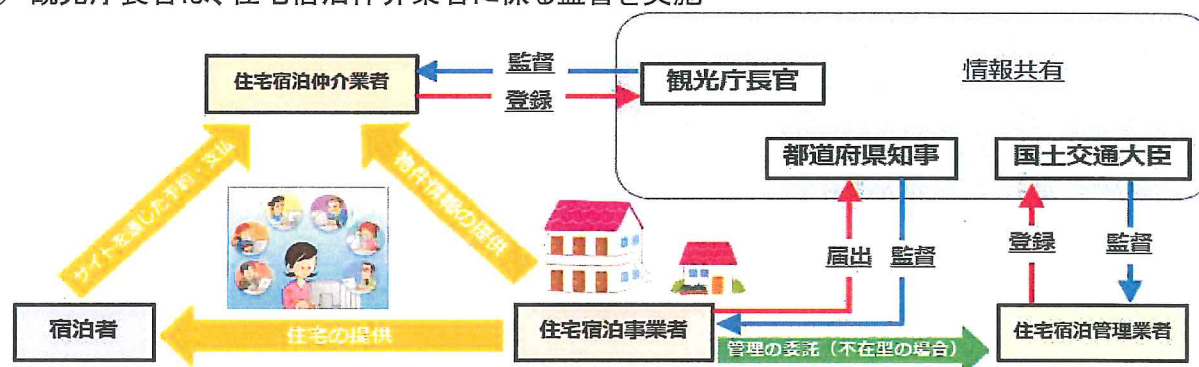 観光庁長官は、住宅宿泊仲介業者に係る監督を実施
住宅宿泊仲介業者
監督
登録
観光庁長官
情報共有
都道府県知事
国土交通大臣
サイトを通じた予約・支払
物件情報の提供
届出
監督
登録
監督
宿泊者
住宅の提供
住宅宿泊事業者
管理の委託（不在型の場合）
住宅宿泊管理業者